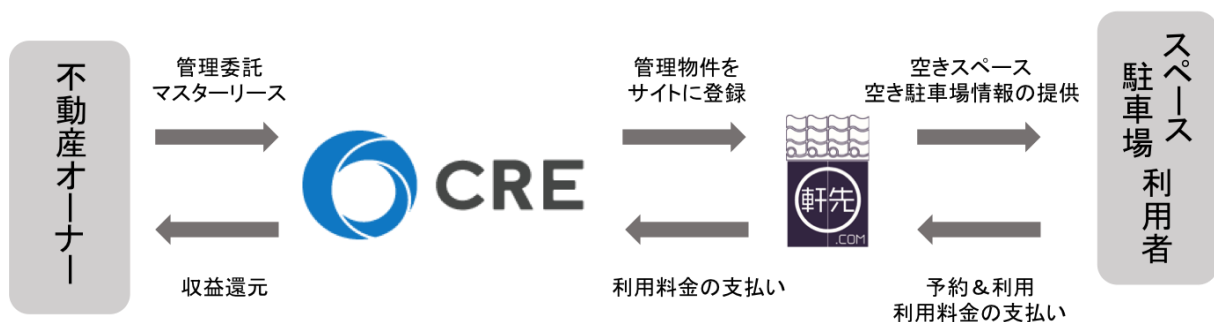 不動産オーナー
管理委託
マスターリース
収益還元
CRE
管理物件を
サイトに登録
利用料金の支払い
軒先
.COM
空きスペース
空き駐車場情報の提供
予約＆利用
利用料金の支払い
スペース
駐車場
利用者